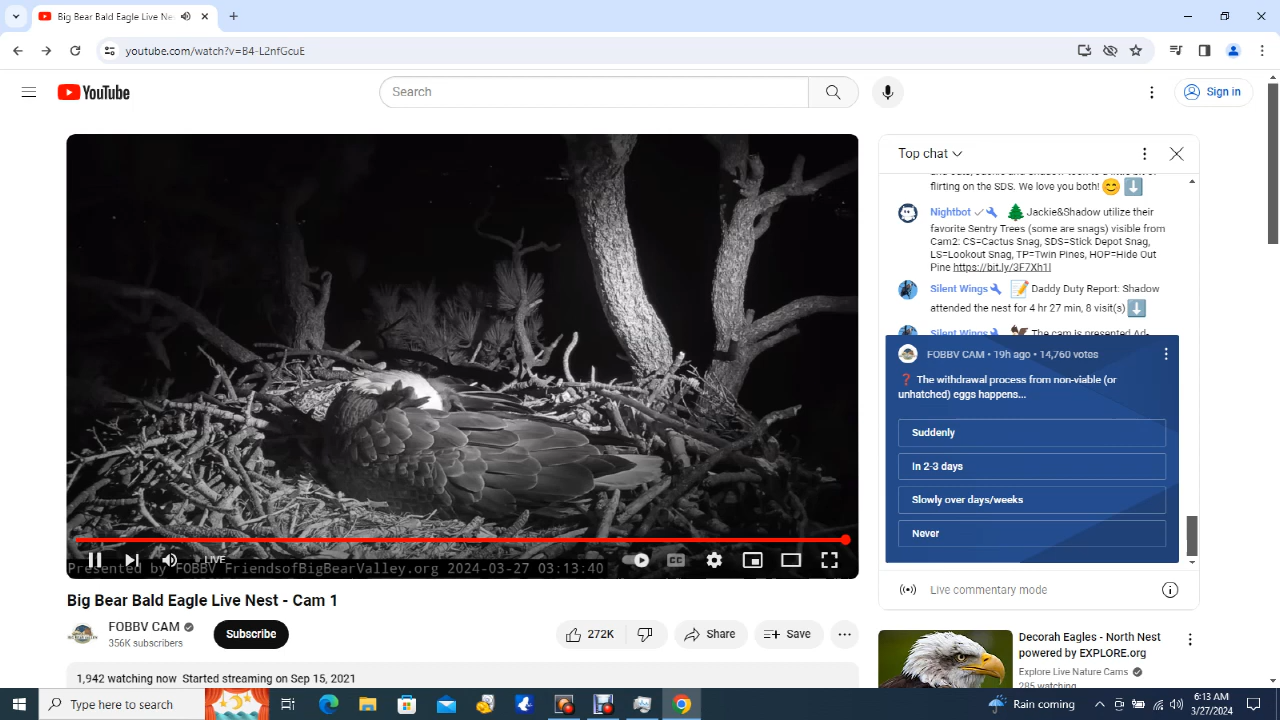 Big Bear Bald Eagle Live Ne
youtube.com/watch?v=B4-L2nfGcuE
YouTube
Search
Sign in
Top chat
flirting on the SDS. We love you both! 😊⬇️
Nightbot 🌲Jackie&Shadow utilize their
favorite Sentry Trees (some are snags) visible from
Cam2: CS=Cactus Snag, SDS=Stick Depot Snag,
LS=Lookout Snag, TP=Twin Pines, HOP=Hide Out
Pine https://bit.ly/3F7Xh1I
Silent Wings 📝Daddy Duty Report: Shadow
attended the nest for 4 hr 27 min, 8 visit(s)⬇️
Silent Wings 🦅The cam is presented Ad-
FOBBV CAM • 19h ago • 14,760 votes
❓ The withdrawal process from non-viable (or
unhatched) eggs happens...
Suddenly
In 2-3 days
Slowly over days/weeks
Never
Live commentary mode
LIVE
CC
Presented by FOBBV FriendsofBigBearValley.org 2024-03-27 03:13:40
Big Bear Bald Eagle Live Nest - Cam 1
FOBBV CAM
356K subscribers
Subscribe
272K
Share
Save
1,942 watching now Started streaming on Sep 15, 2021
Decorah Eagles - North Nest
powered by EXPLORE.org
Explore Live Nature Cams
285 watching
Type here to search
Rain coming
6:13 AM
3/27/2024